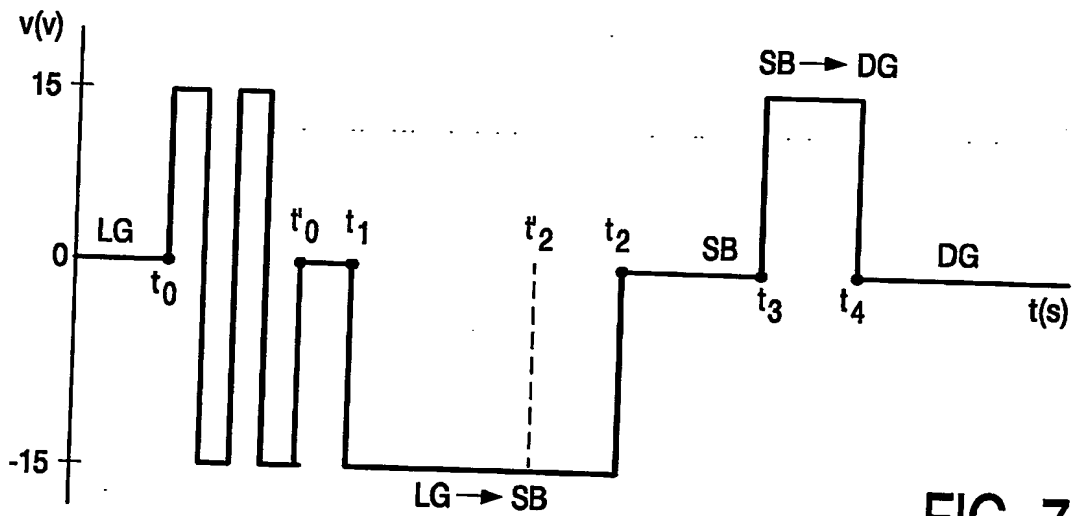 v(v)
15
SB → DG
LG
t'0
t1
t'2
t2
SB
DG
0
t0
t3
t4
t(s)
-15
LG → SB
FIG. 7